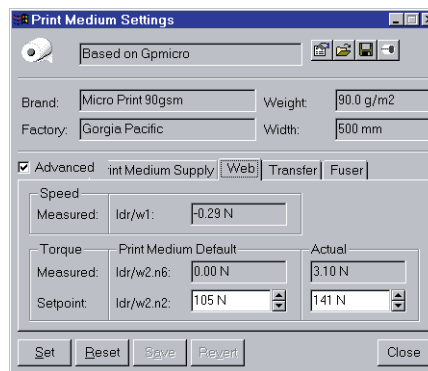 Print Medium Settings
Based on Gpmicro
Brand: Micro Print 90gsm Weight: 90.0 g/m2
Factory: Gorgia Pacific Width: 500 mm
Advanced int Medium Supply Web Transfer Fuser
Speed
Measured: ldr/w1: -0.29 N
Torque Print Medium Default Actual
Measured: ldr/w2.n6: 0.00 N 3.10 N
Setpoint: ldr/w2.n2: 105 N 141 N
Set Reset Save Revert Close